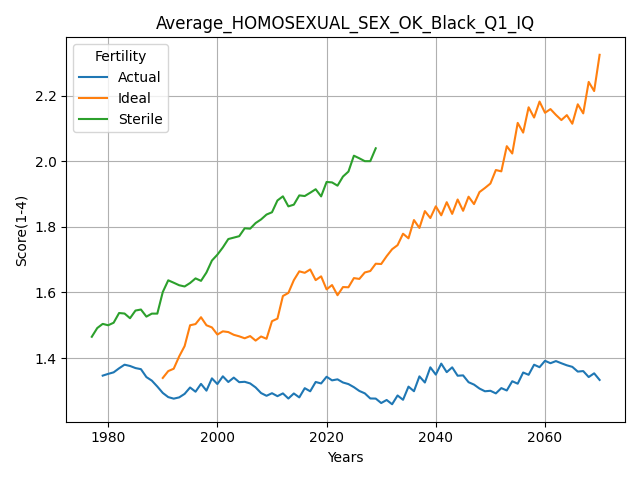 Average_HOMOSEXUAL_SEX_OK_Black_Q1_IQ
Fertility
Actual
Ideal
Sterile
Score(1-4)
2.2
2.0
1.8
1.6
1.4
1980
2000
2020
2040
2060
Years